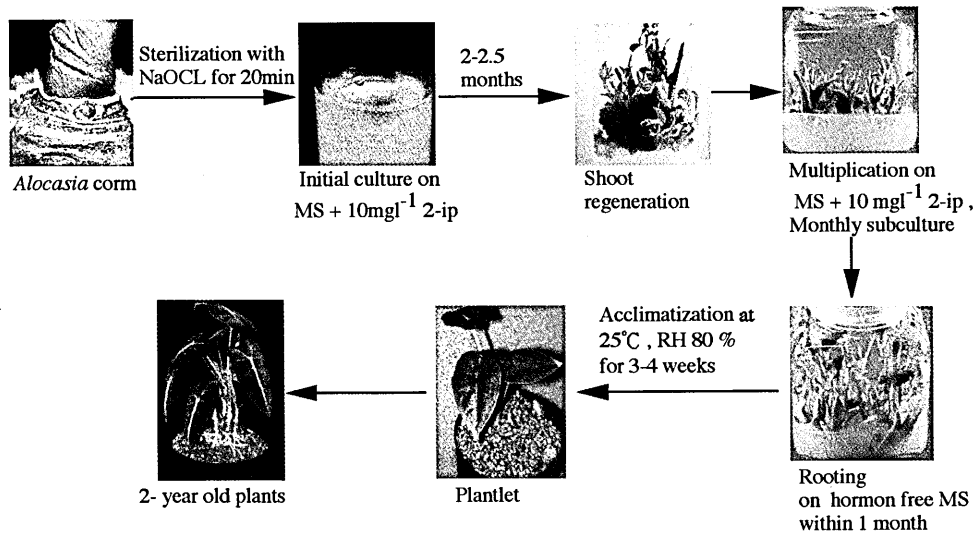 Sterilization with
NaOCL for 20min
Alocasia corm
Initial culture on
MS + 10mgl⁻¹ 2-ip
2-2.5
months
Shoot
regeneration
Multiplication on
MS + 10 mgl⁻¹ 2-ip ,
Monthly subculture
Rooting
on hormon free MS
within 1 month
Acclimatization at
25℃ , RH 80 %
for 3-4 weeks
Plantlet
2- year old plants